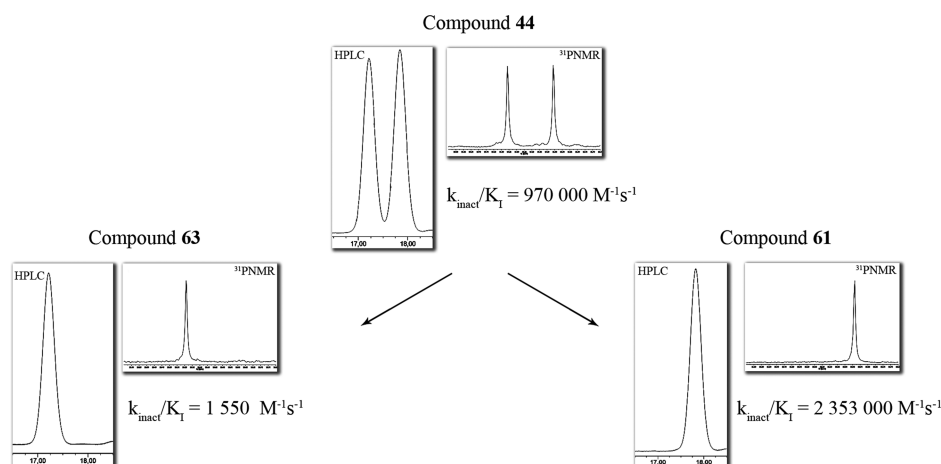 Compound 44
HPLC
³¹PNMR
17,00 18,00
kinact/KI = 970 000 M⁻¹s⁻¹
Compound 63
HPLC
³¹PNMR
17,00 18,00
kinact/KI = 1 550 M⁻¹s⁻¹
Compound 61
HPLC
³¹PNMR
17,00 18,00
kinact/KI = 2 353 000 M⁻¹s⁻¹